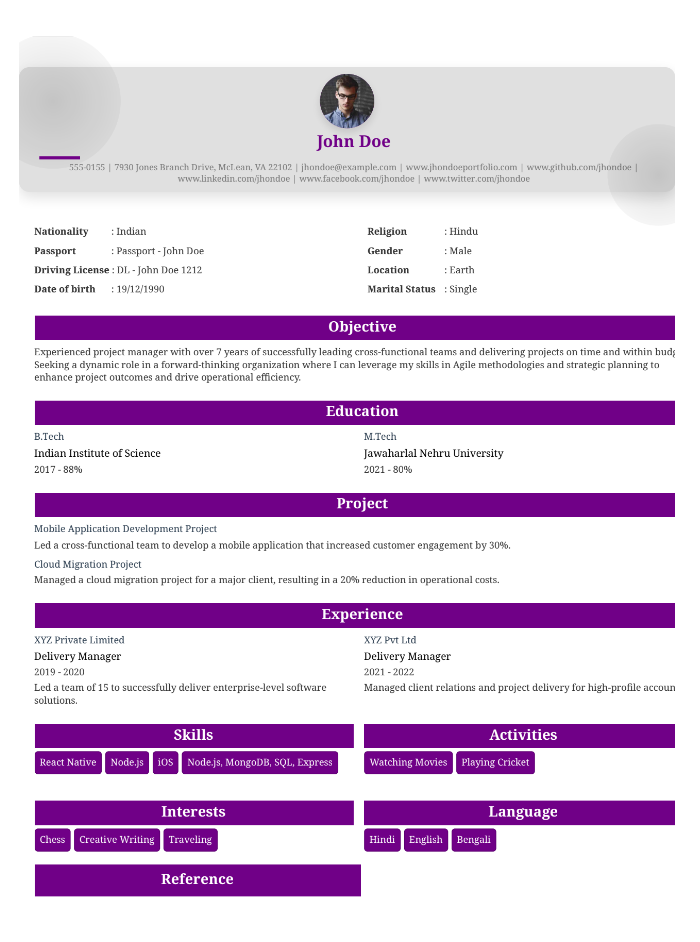 John Doe
555-0155 | 7930 Jones Branch Drive, McLean, VA 22102 | jhondoe@example.com | www.jhondoeportfolio.com | www.github.com/jhondoe |
www.linkedin.com/jhondoe | www.facebook.com/jhondoe | www.twitter.com/jhondoe
Nationality : Indian
Religion : Hindu
Passport : Passport - John Doe
Gender : Male
Driving License : DL - John Doe 1212
Location : Earth
Date of birth : 19/12/1990
Marital Status : Single
Objective
Experienced project manager with over 7 years of successfully leading cross-functional teams and delivering projects on time and within budg
Seeking a dynamic role in a forward-thinking organization where I can leverage my skills in Agile methodologies and strategic planning to
enhance project outcomes and drive operational efficiency.
Education
B.Tech
Indian Institute of Science
2017 - 88%
M.Tech
Jawaharlal Nehru University
2021 - 80%
Project
Mobile Application Development Project
Led a cross-functional team to develop a mobile application that increased customer engagement by 30%.
Cloud Migration Project
Managed a cloud migration project for a major client, resulting in a 20% reduction in operational costs.
Experience
XYZ Private Limited
Delivery Manager
2019 - 2020
Led a team of 15 to successfully deliver enterprise-level software
solutions.
XYZ Pvt Ltd
Delivery Manager
2021 - 2022
Managed client relations and project delivery for high-profile accoun
Skills
React Native Node.js iOS Node.js, MongoDB, SQL, Express
Activities
Watching Movies Playing Cricket
Interests
Chess Creative Writing Traveling
Language
Hindi English Bengali
Reference